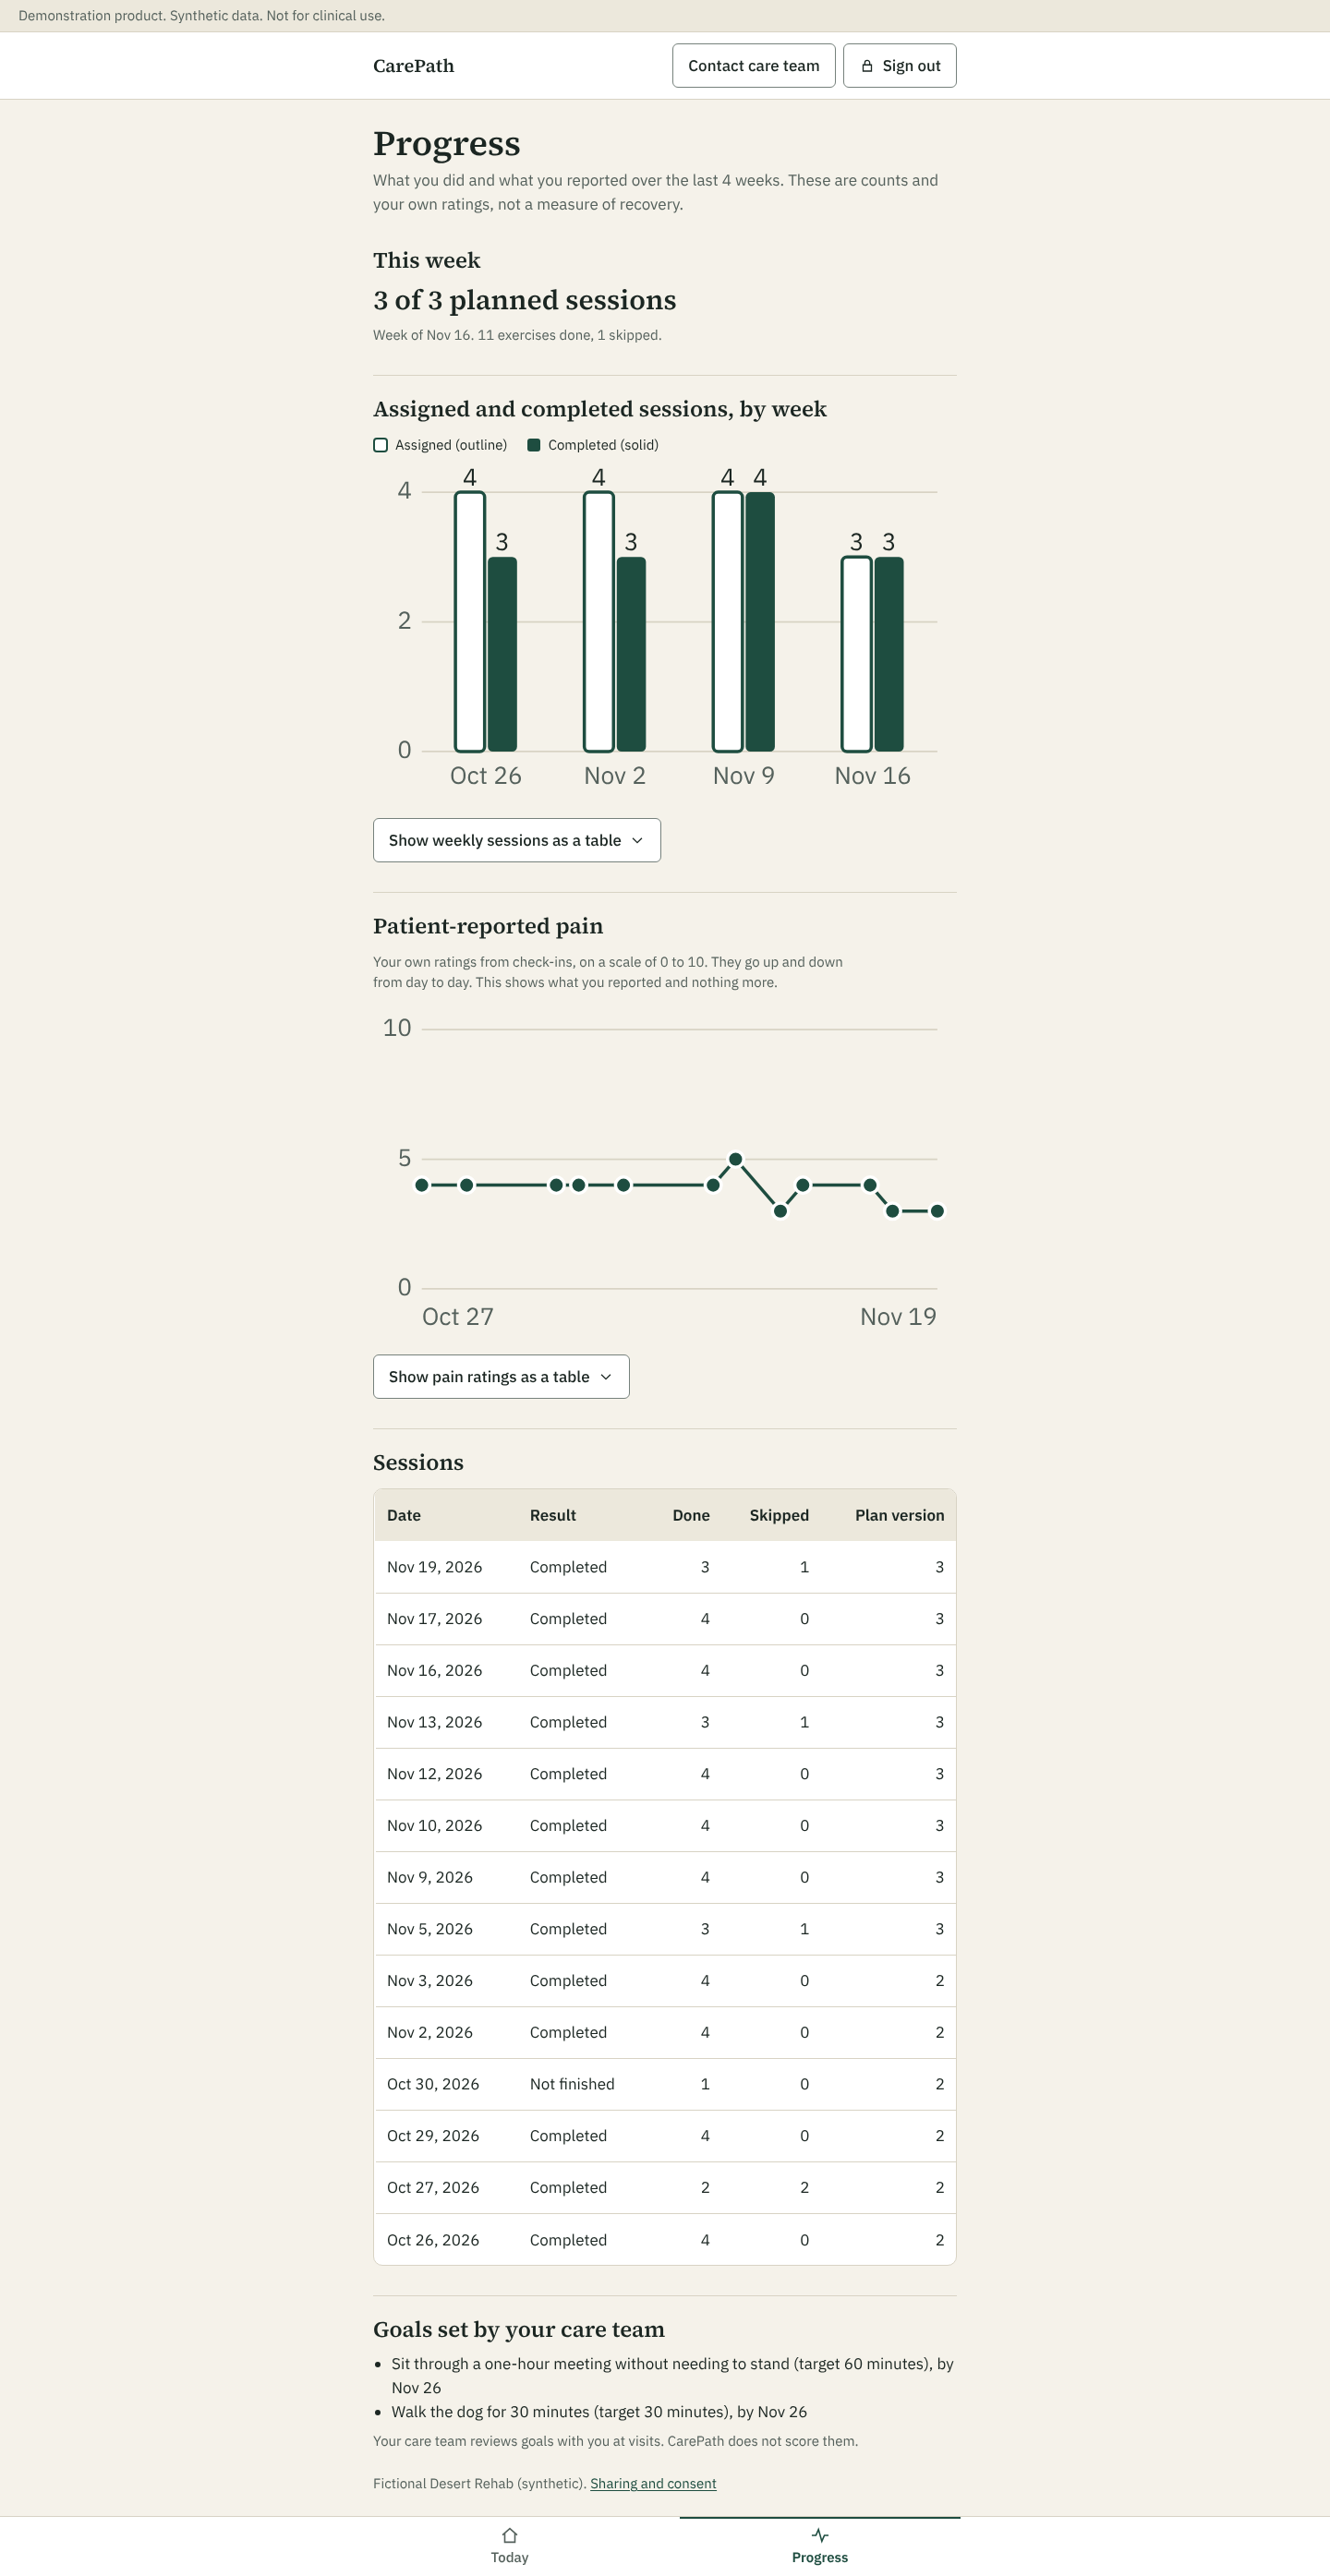 Demonstration product. Synthetic data. Not for clinical use.
CarePath
Contact care team
Sign out
Progress
What you did and what you reported over the last 4 weeks. These are counts and
your own ratings, not a measure of recovery.
This week
3 of 3 planned sessions
Week of Nov 16. 11 exercises done, 1 skipped.
Assigned and completed sessions, by week
Assigned (outline) Completed (solid)
4 4 4 4
4
3 3 3 3
2
0
Oct 26 Nov 2 Nov 9 Nov 16
Show weekly sessions as a table
Patient-reported pain
Your own ratings from check-ins, on a scale of 0 to 10. They go up and down
from day to day. This shows what you reported and nothing more.
10
5
0
Oct 27 Nov 19
Show pain ratings as a table
Sessions
Date Result Done Skipped Plan version
Nov 19, 2026 Completed 3 1 3
Nov 17, 2026 Completed 4 0 3
Nov 16, 2026 Completed 4 0 3
Nov 13, 2026 Completed 3 1 3
Nov 12, 2026 Completed 4 0 3
Nov 10, 2026 Completed 4 0 3
Nov 9, 2026 Completed 4 0 3
Nov 5, 2026 Completed 3 1 3
Nov 3, 2026 Completed 4 0 2
Nov 2, 2026 Completed 4 0 2
Oct 30, 2026 Not finished 1 0 2
Oct 29, 2026 Completed 4 0 2
Oct 27, 2026 Completed 2 2 2
Oct 26, 2026 Completed 4 0 2
Goals set by your care team
• Sit through a one-hour meeting without needing to stand (target 60 minutes), by
Nov 26
• Walk the dog for 30 minutes (target 30 minutes), by Nov 26
Your care team reviews goals with you at visits. CarePath does not score them.
Fictional Desert Rehab (synthetic). Sharing and consent
Today
Progress